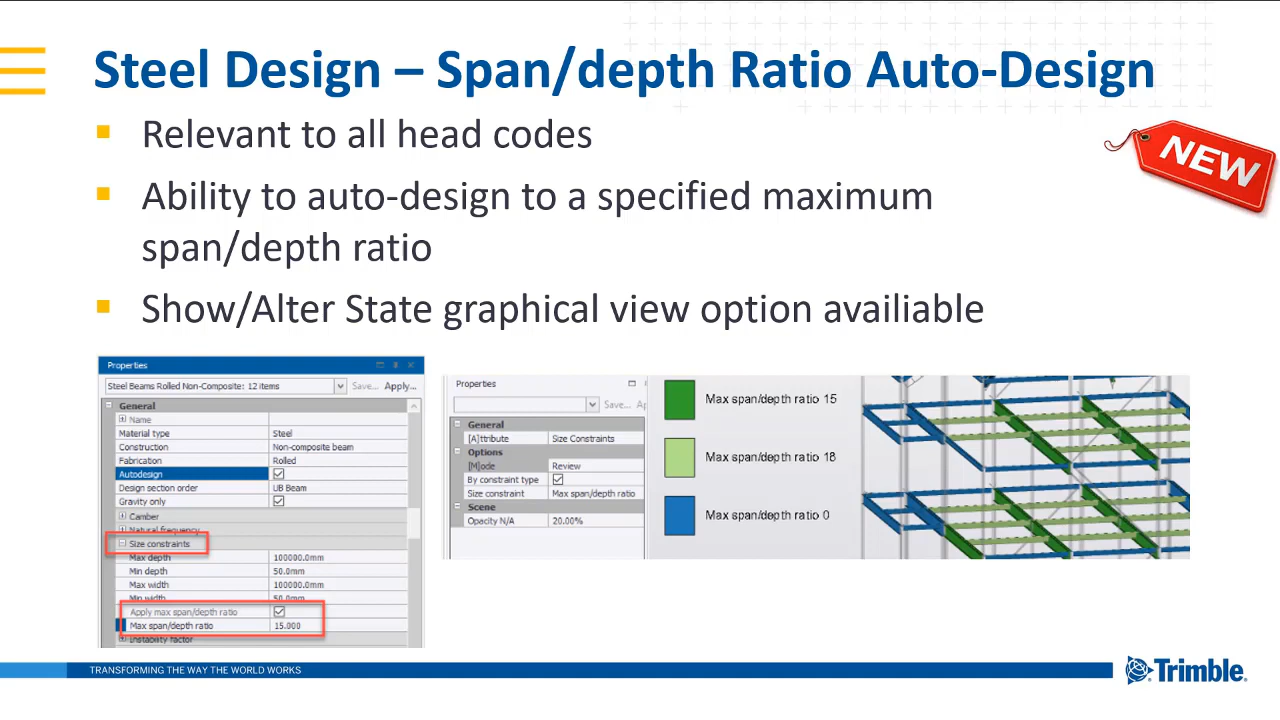 Steel Design – Span/depth Ratio Auto-Design
Relevant to all head codes
Ability to auto-design to a specified maximum
span/depth ratio
Show/Alter State graphical view option availiable
NEW
Properties
Steel Beams Rolled Non-Composite: 12 items
Save... Apply...
General
Name
Material type Steel
Construction Non-composite beam
Fabrication Rolled
Autodesign
Design section order UB Beam
Gravity only
Camber
Natural frequency
Size constraints
Max depth 100000.0mm
Min depth 50.0mm
Max width 100000.0mm
Min width 50.0mm
Apply max span/depth ratio
Max span/depth ratio 15.000
Instability factor
Properties
Save... Ap
General
[A]ttribute Size Constraints
Options
[M]ode Review
By constraint type
Size constraint Max span/depth ratio
Scene
Opacity N/A 20.00%
Max span/depth ratio 15
Max span/depth ratio 18
Max span/depth ratio 0
TRANSFORMING THE WAY THE WORLD WORKS
Trimble